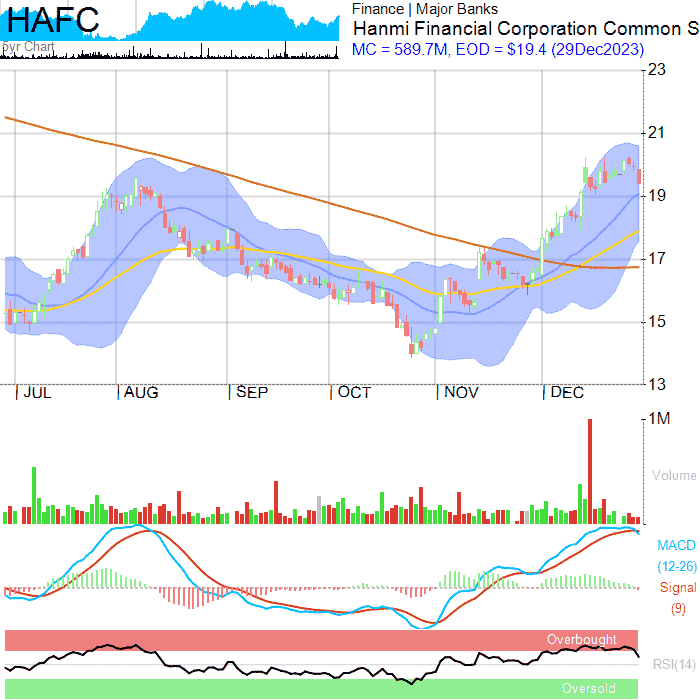 HAFC
5yr Chart
Finance | Major Banks
Hanmi Financial Corporation Common S
MC = 589.7M, EOD = $19.4 (29Dec2023)
23
21
19
17
15
13
JUL AUG SEP OCT NOV DEC
1M
Volume
MACD
(12-26)
Signal
(9)
Overbought
RSI(14)
Oversold